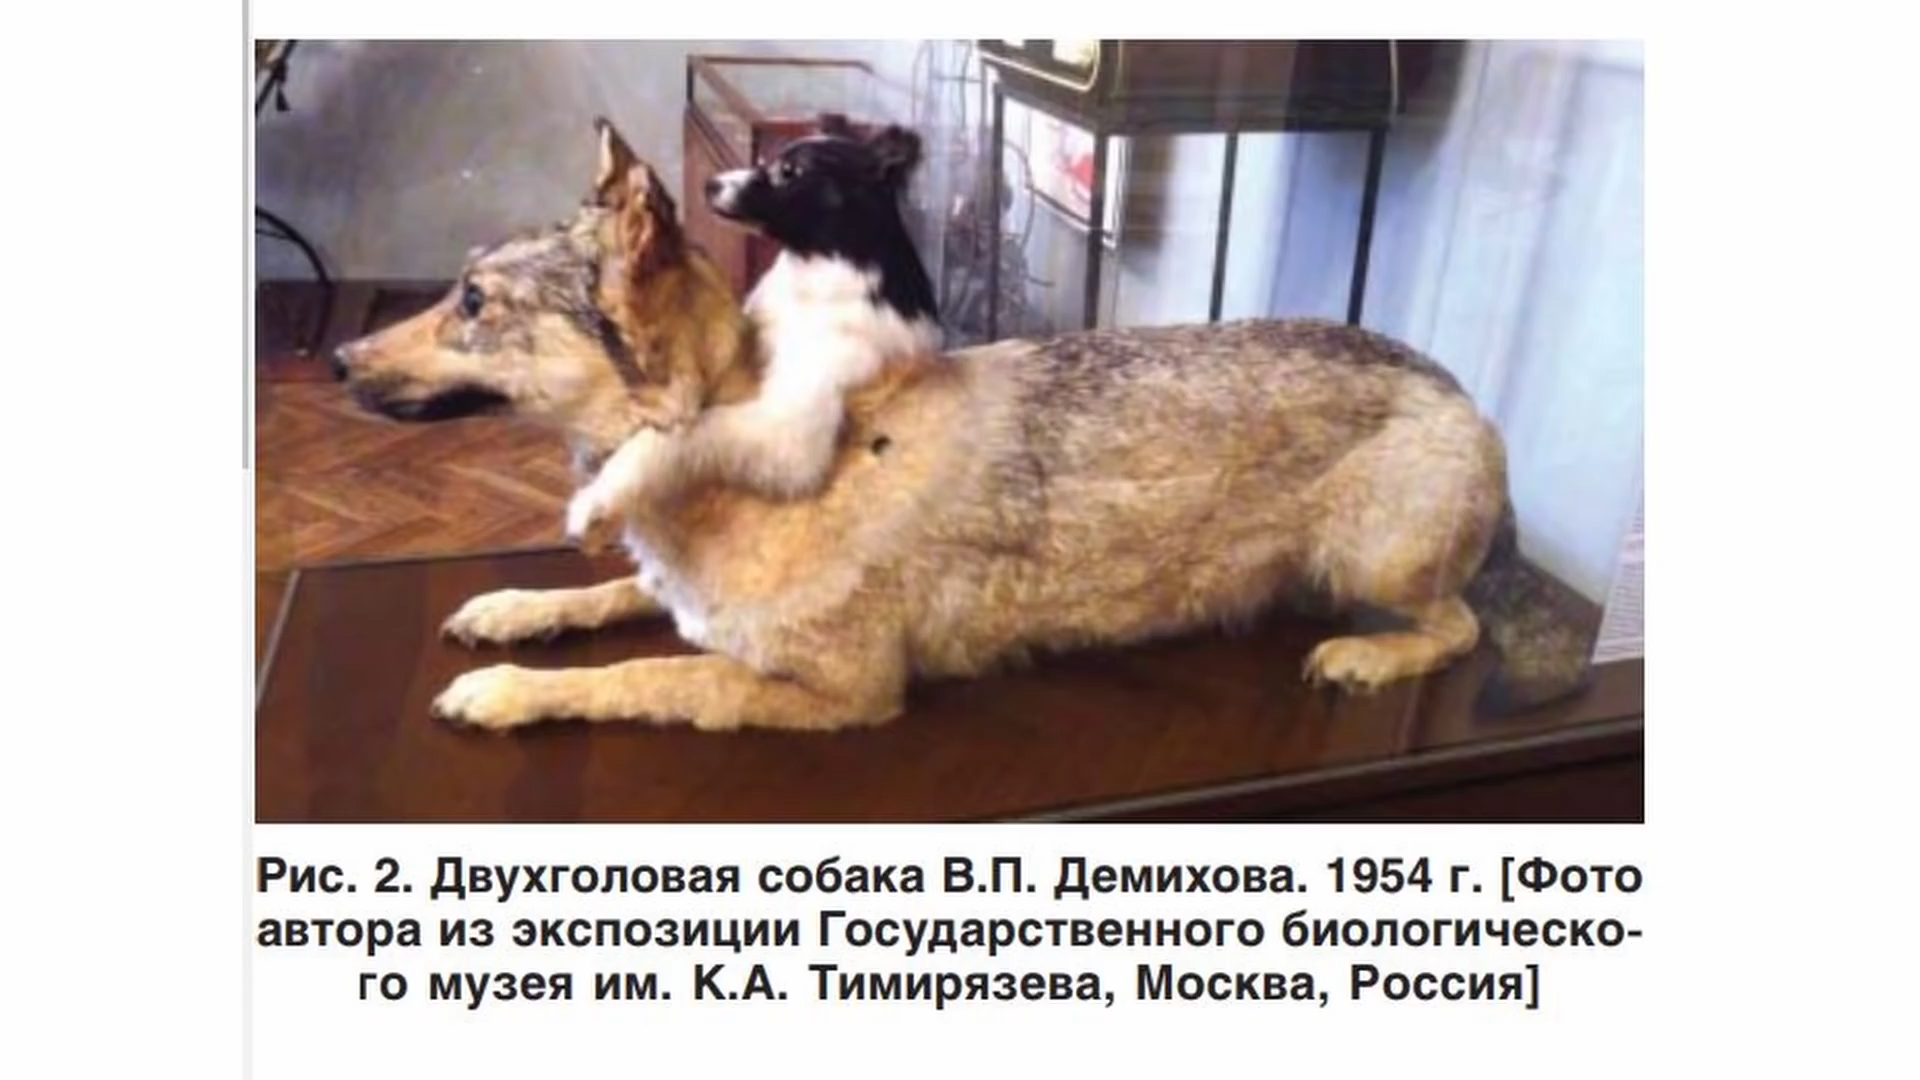 Рис. 2. Двухголовая собака В.П. Демихова. 1954 г. [Фото
автора из экспозиции Государственного биологическо-
го музея им. К.А. Тимирязева, Москва, Россия]